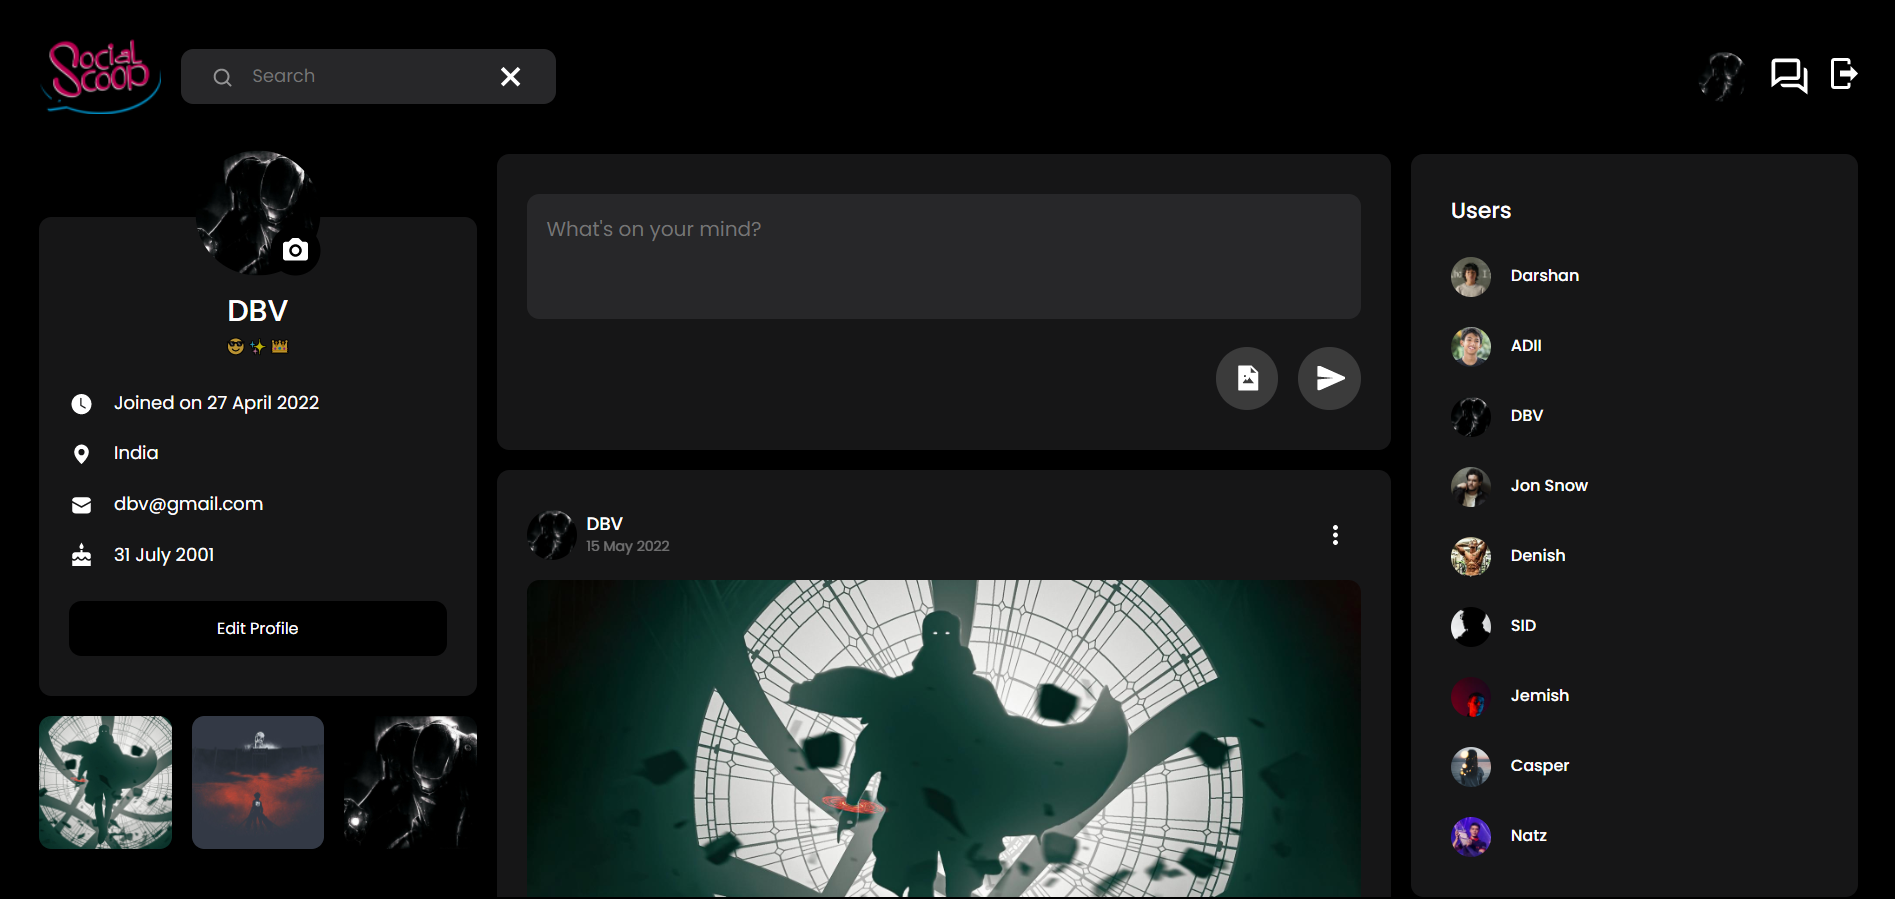 Social
Scoop
Search
DBV
😎 ✨ 👑
Joined on 27 April 2022
India
dbv@gmail.com
31 July 2001
Edit Profile
What's on your mind?
DBV
15 May 2022
Users
Darshan
ADII
DBV
Jon Snow
Denish
SID
Jemish
Casper
Natz